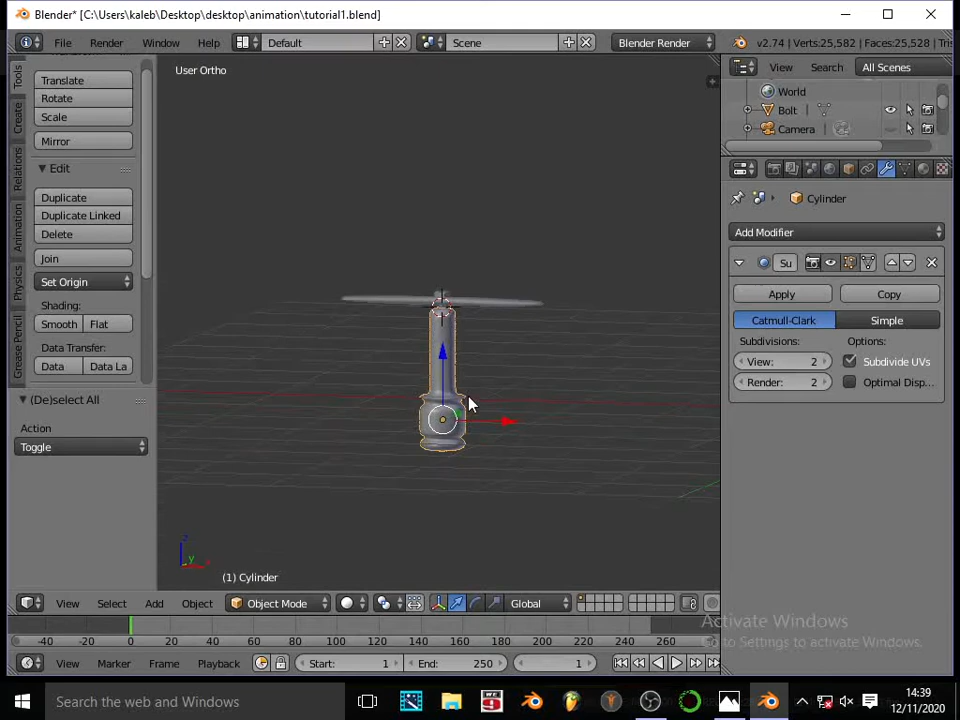 Blender* [C:\Users\kaleb\Desktop\desktop\animation\tutorial1.blend]
File Render Window Help Default Scene Blender Render v2.74 | Verts:25,582 | Faces:25,528 | Tris
Tools
Create
Relations
Animation
Physics
Grease Pencil
Translate
Rotate
Scale
Mirror
Edit
Duplicate
Duplicate Linked
Delete
Join
Set Origin
Shading:
Smooth Flat
Data Transfer:
Data Data La
(De)select All
Action
Toggle
User Ortho
z
y
x
(1) Cylinder
View Search All Scenes
World
Bolt
Camera
Cylinder
Add Modifier
Su
Apply Copy
Catmull-Clark Simple
Subdivisions: Options:
View: 2 Subdivide UVs
Render: 2 Optimal Disp...
View Select Add Object Object Mode Global
Activate Windows
Go to Settings to activate Windows.
-40 -20 0 20 40 60 80 100 120 140 160 180 200 220 240 260
View Marker Frame Playback Start: 1 End: 250 1
Search the web and Windows
14:39
12/11/2020